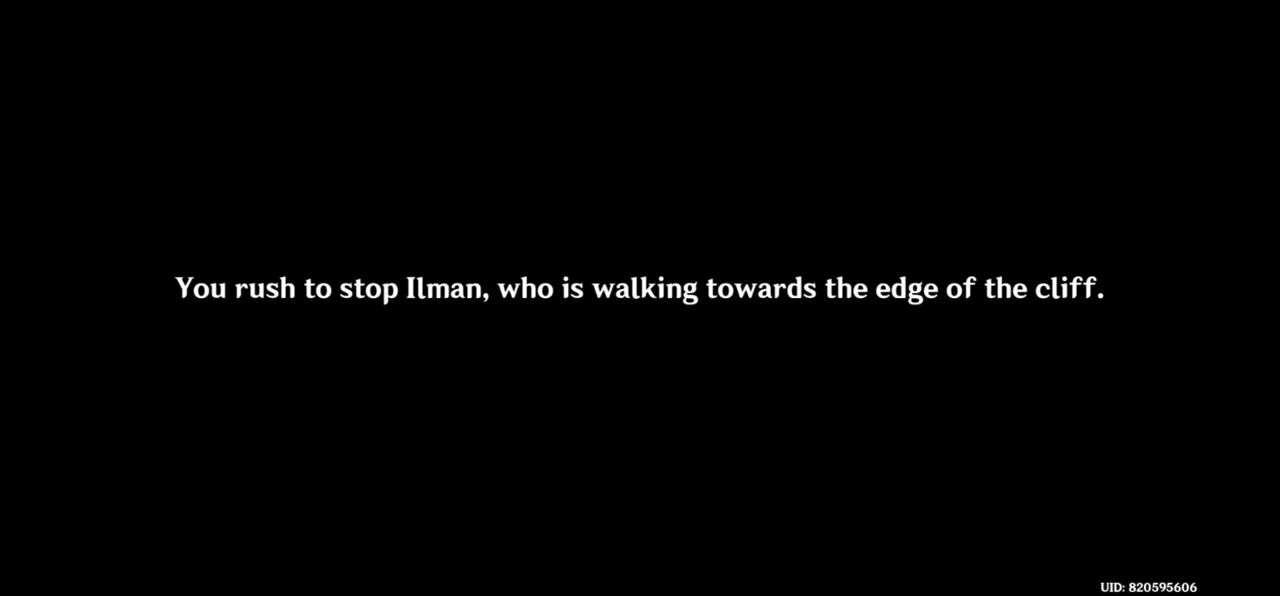 You rush to stop Ilman, who is walking towards the edge of the cliff.
UID: 820595606